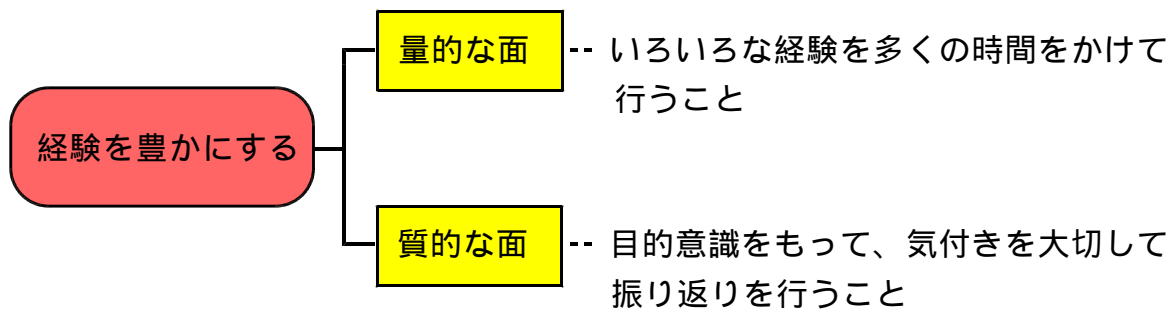 経験を豊かにする
量的な面
いろいろな経験を多くの時間をかけて
行うこと
質的な面
目的意識をもって、気付きを大切して
振り返りを行うこと